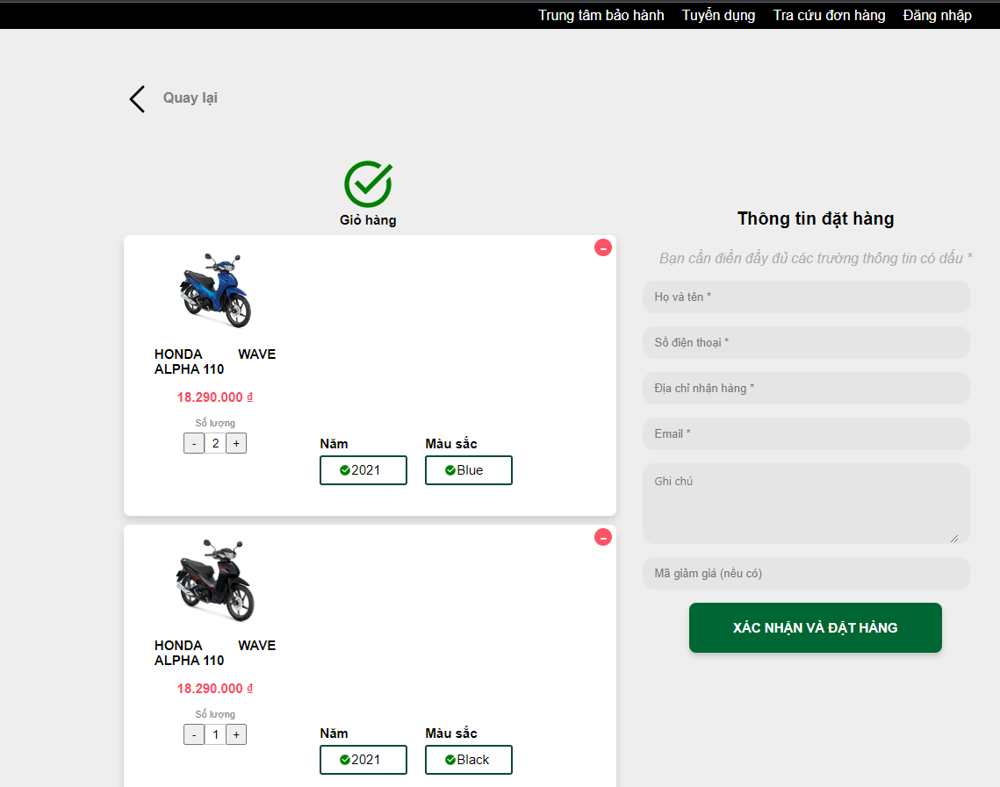 Trung tâm bảo hành Tuyển dụng Tra cứu đơn hàng Đăng nhập
Quay lại
Giỏ hàng
-
HONDA WAVE
ALPHA 110
18.290.000 ₫
Số lượng
- 2 +
Năm Màu sắc
2021 Blue
-
HONDA WAVE
ALPHA 110
18.290.000 ₫
Số lượng
- 1 +
Năm Màu sắc
2021 Black
Thông tin đặt hàng
Bạn cần điền đầy đủ các trường thông tin có dấu *
Họ và tên *
Số điện thoại *
Địa chỉ nhận hàng *
Email *
Ghi chú
Mã giảm giá (nếu có)
XÁC NHẬN VÀ ĐẶT HÀNG